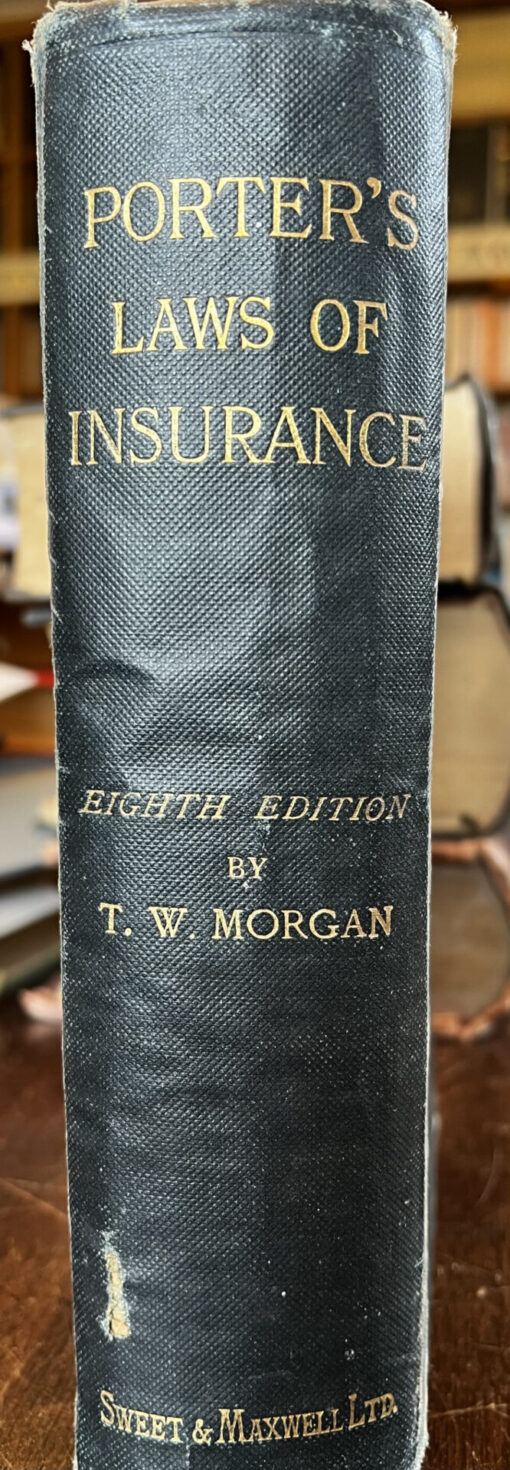 PORTER'S
LAWS OF
INSURANCE
EIGHTH EDITION
BY
T. W. MORGAN
SWEET & MAXWELL LTD.